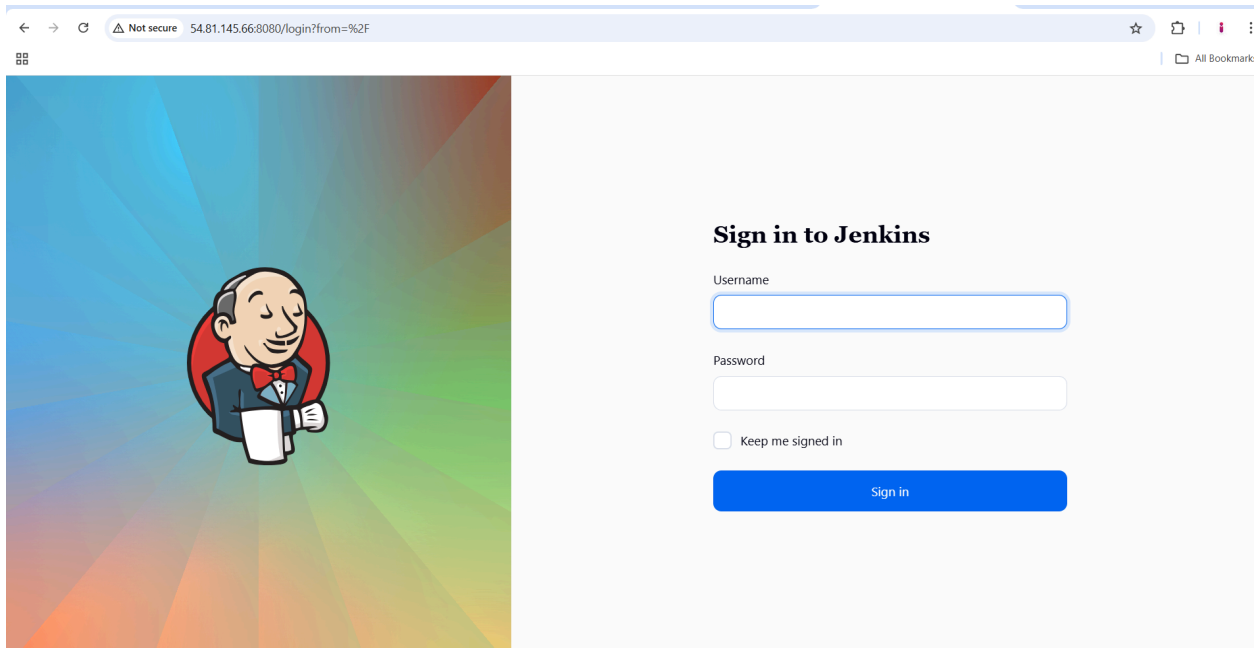 Not secure 54.81.145.66:8080/login?from=%2F
All Bookmarks
Sign in to Jenkins
Username
Password
Keep me signed in
Sign in